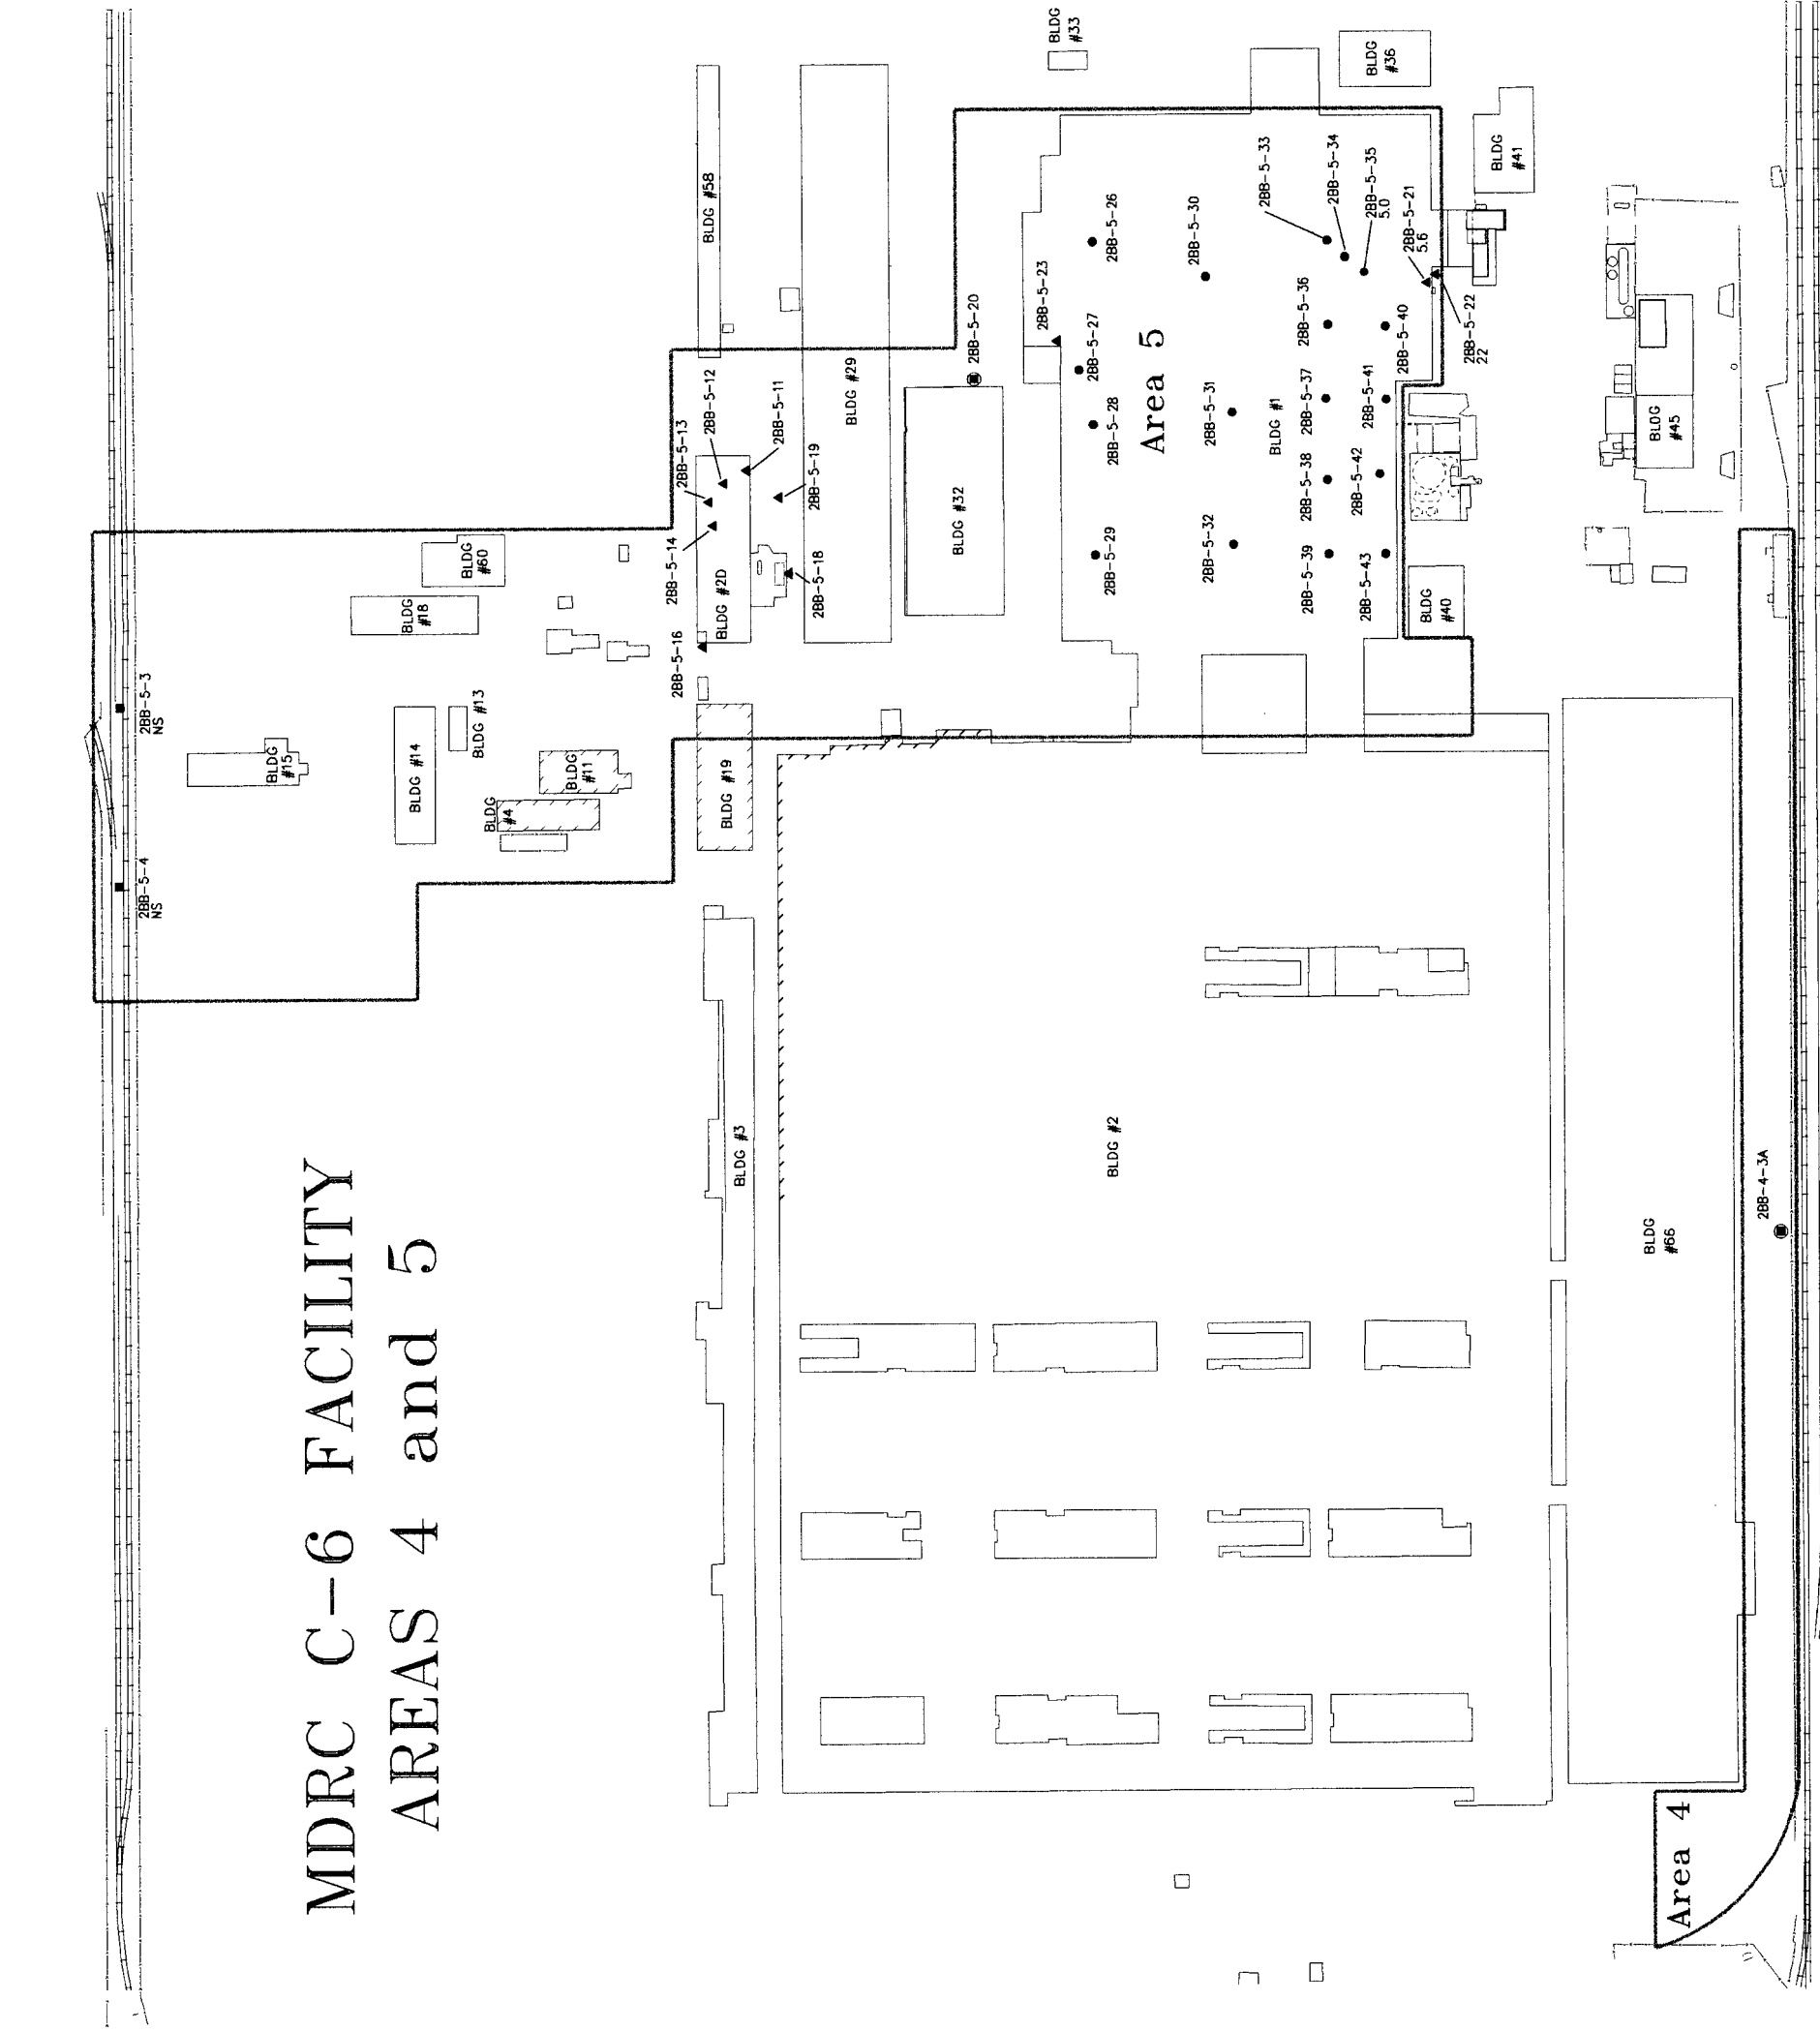 MDRC C-6 FACILITY
AREAS 4 and 5
2BB-5-4
NS
2BB-5-3
NS
BLDG
#15
BLDG #14
BLDG #13
BLDG
#4
BLDG
#11
BLDG
#18
BLDG
#60
BLDG #3
BLDG #19
2BB-5-16
BLDG #2D
2BB-5-14
2BB-5-13
2BB-5-12
2BB-5-11
2BB-5-19
2BB-5-18
BLDG #58
BLDG #29
BLDG #32
2BB-5-20
BLDG
#33
2BB-5-23
2BB-5-29
2BB-5-28
2BB-5-27
2BB-5-26
BLDG #2
Area 5
2BB-5-32
2BB-5-31
2BB-5-30
BLDG #1
2BB-5-33
2BB-5-34
2BB-5-35
5.0
2BB-5-21
5.6
2BB-5-39
2BB-5-38
2BB-5-37
2BB-5-36
2BB-5-43
2BB-5-42
2BB-5-41
2BB-5-40
2BB-5-22
22
BLDG
#36
BLDG
#41
BLDG
#40
BLDG
#45
BLDG
#66
2BB-4-3A
Area 4